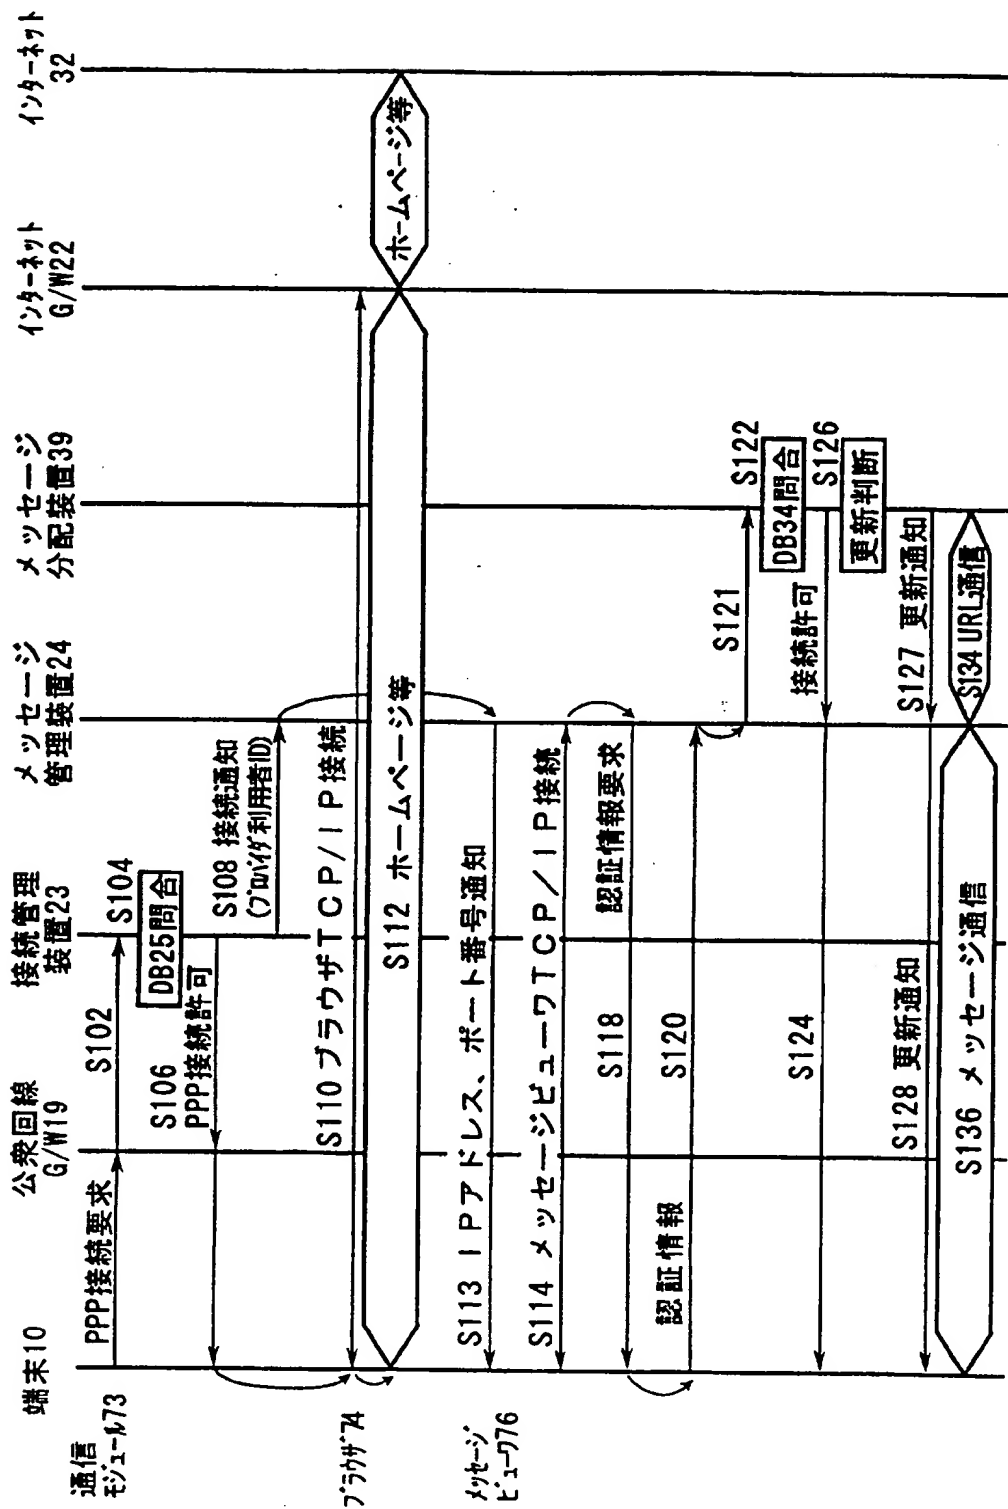 端末10
公衆回線
G/W19
接続管理
装置23
メッセージ
管理装置24
メッセージ
分配装置39
インターネット
G/W22
インターネット
32
通信
モジュール73
PPP接続要求
S102
S104
DB25問合
S106
PPP接続許可
S108 接続通知
(プロバイダ利用者ID)
ブラウザ74
S110 ブラウザTCP/IP接続
S112 ホームページ等
ホームページ等
メッセージ
ビューワ76
S113 IPアドレス、ポート番号通知
S114 メッセージビューワTCP/IP接続
S118
認証情報要求
認証情報
S120
S121
S122
DB34問合
S124
接続許可
S126
更新判断
S127 更新通知
S128 更新通知
S134 URL通信
S136 メッセージ通信